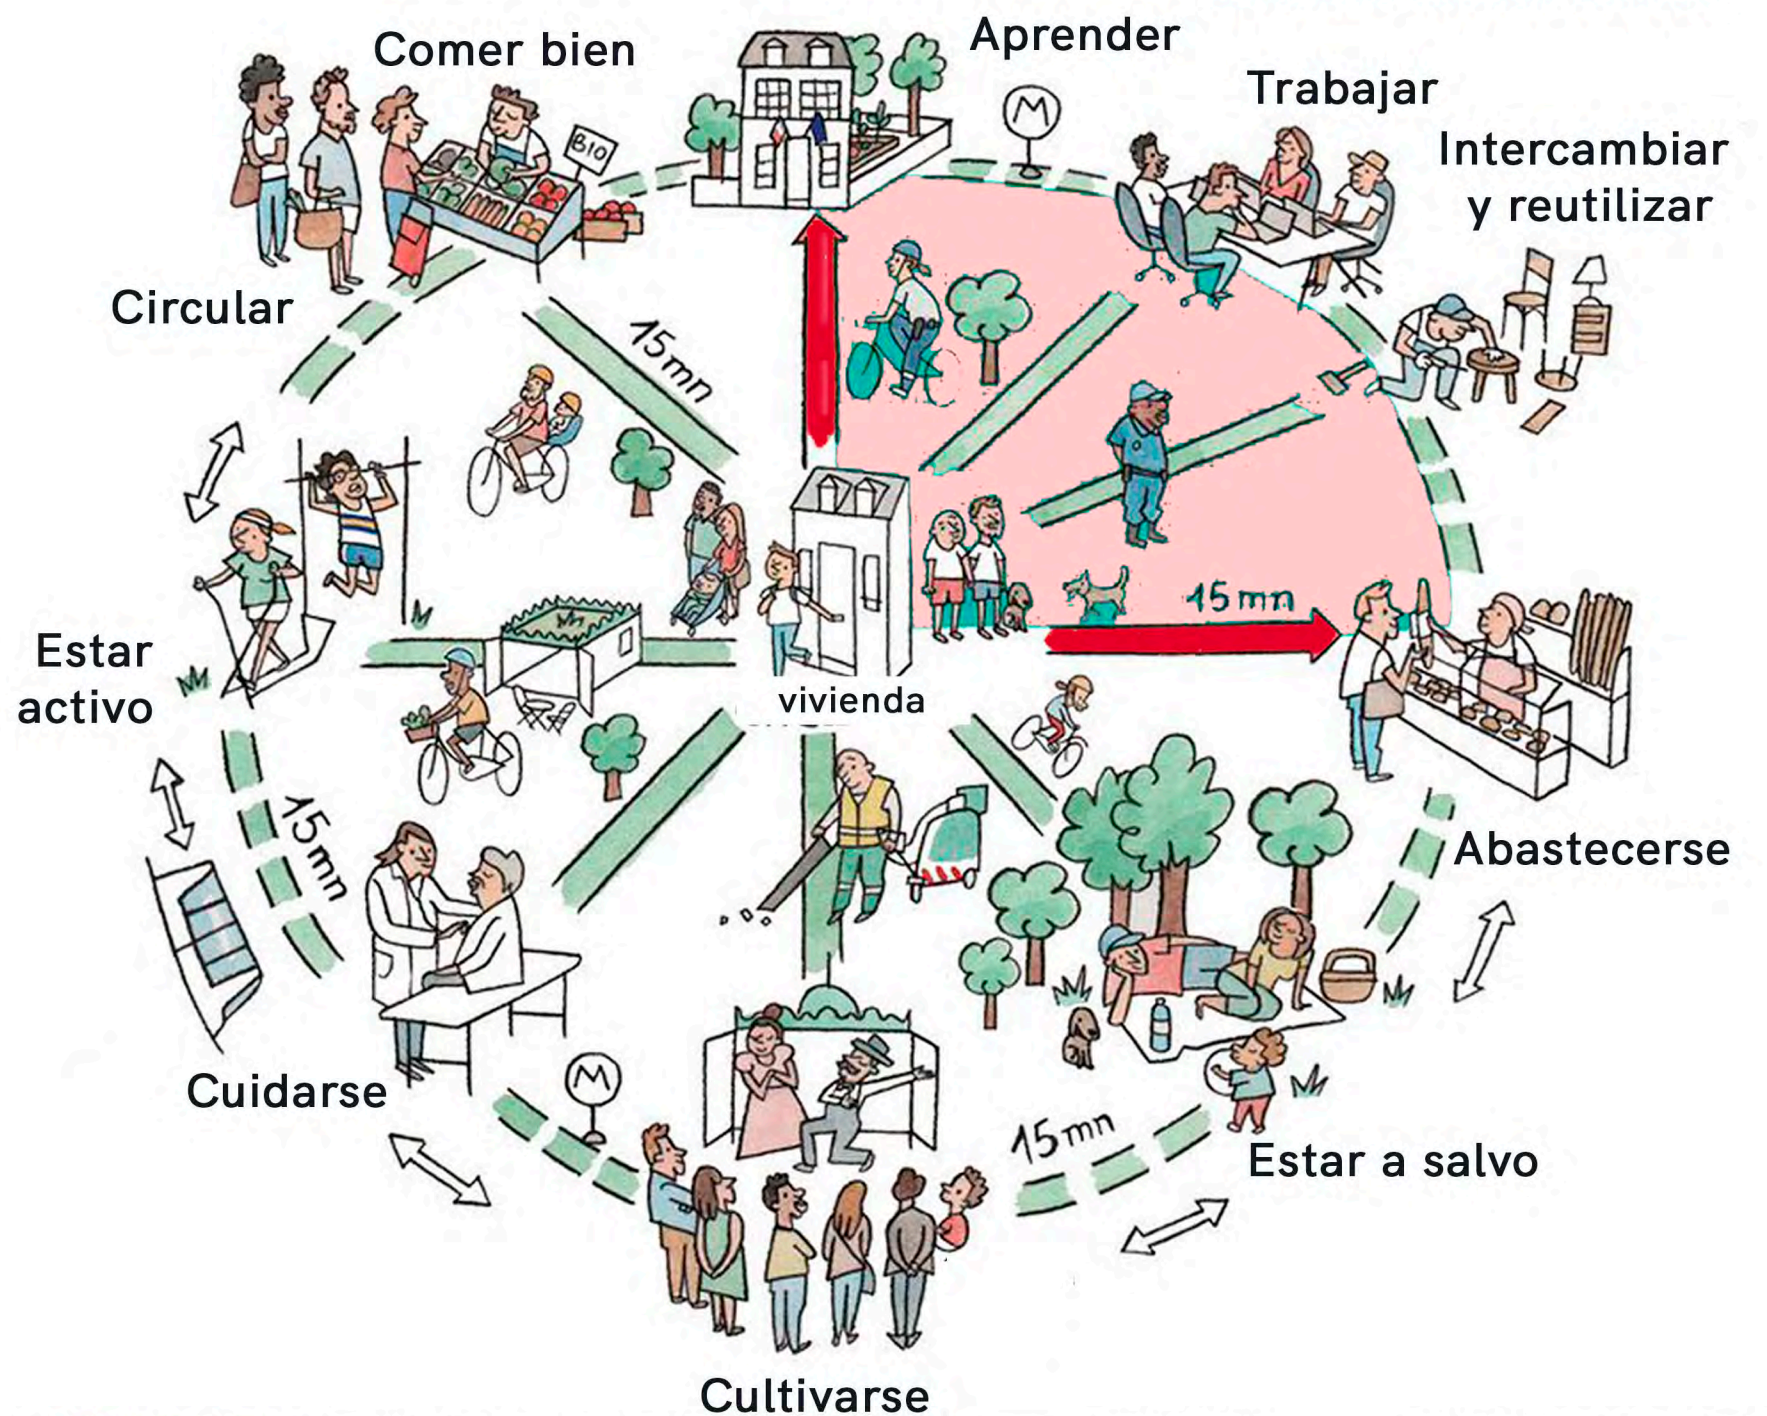 Comer bien
Aprender
Trabajar
Intercambiar
y reutilizar
M
BIO
Circular
15mn
15mn
Estar
activo
vivienda
15mn
Abastecerse
Cuidarse
M
15mn
Estar a salvo
Cultivarse